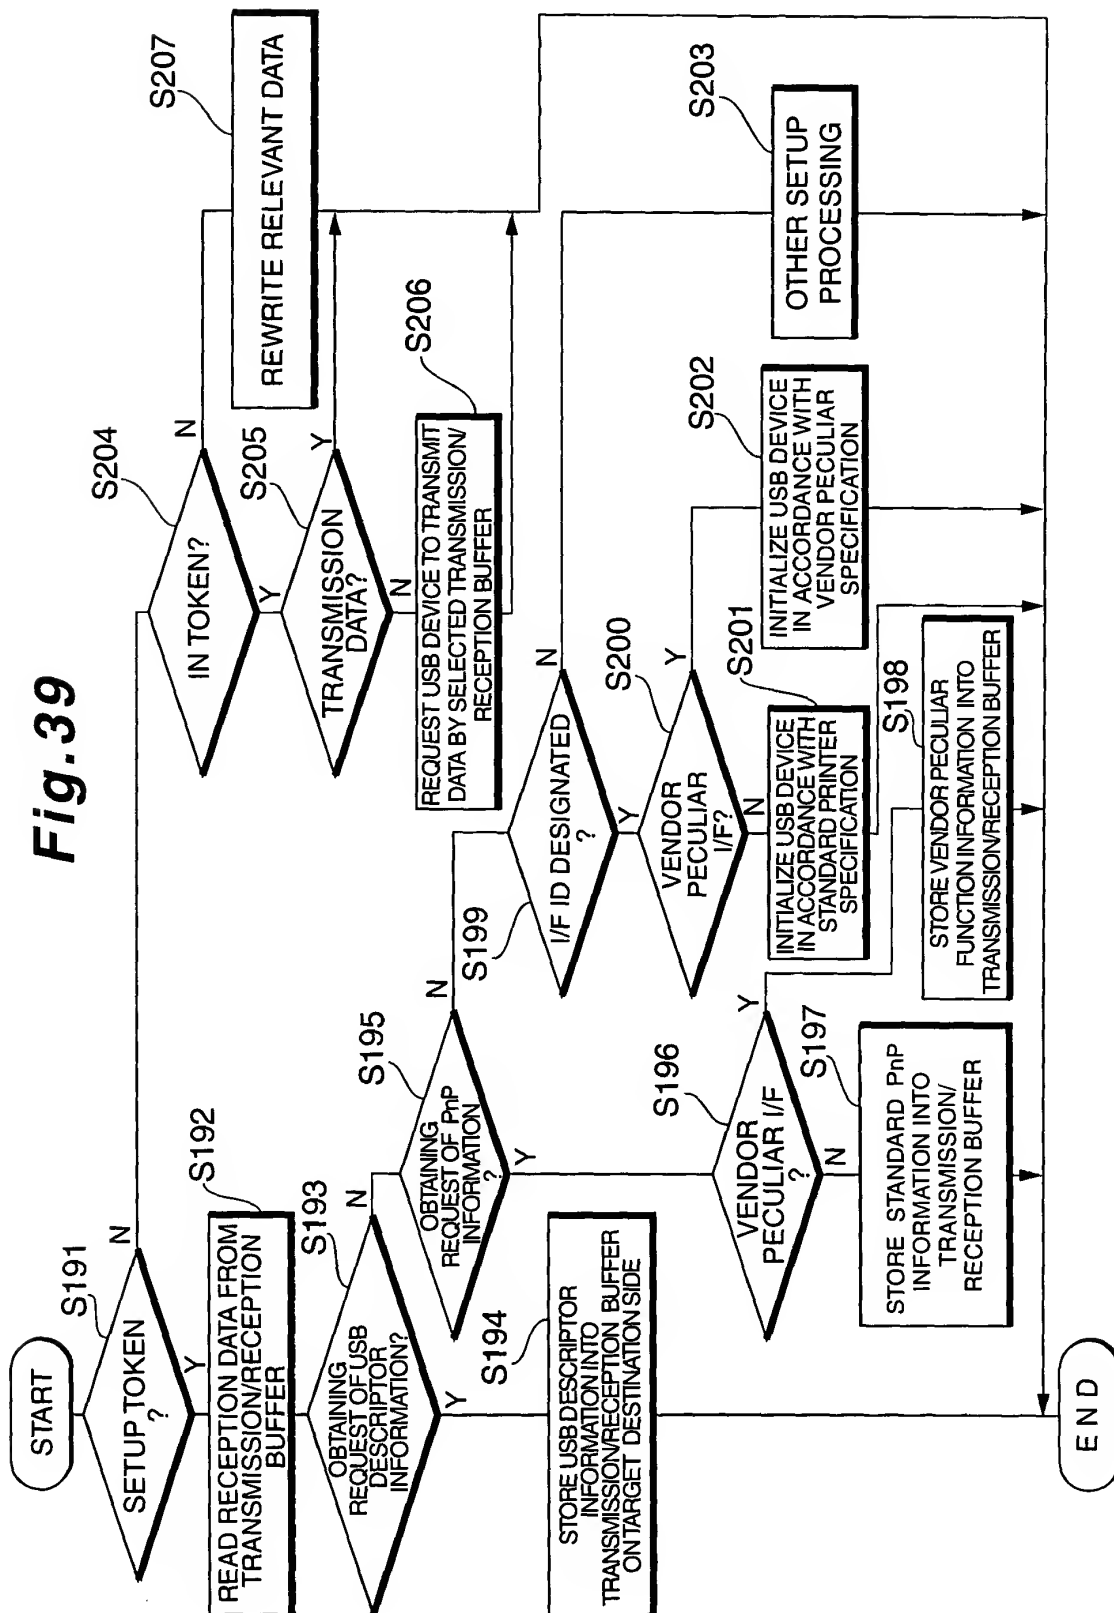 Fig.39
START
S191
SETUP TOKEN
?
N
Y
S192
READ RECEPTION DATA FROM
TRANSMISSION/RECEPTION
BUFFER
S193
OBTAINING
REQUEST OF USB
DESCRIPTOR
INFORMATION?
N
Y
S194
STORE USB DESCRIPTOR
INFORMATION INTO
TRANSMISSION/RECEPTION BUFFER
ON TARGET DESTINATION SIDE
S195
OBTAINING
REQUEST OF PnP
INFORMATION
?
N
Y
S196
VENDOR
PECULIAR I/F
?
Y
N
S197
STORE STANDARD PnP
INFORMATION INTO
TRANSMISSION/
RECEPTION BUFFER
S198
STORE VENDOR PECULIAR
FUNCTION INFORMATION INTO
TRANSMISSION/RECEPTION BUFFER
S199
I/F ID DESIGNATED
?
N
Y
S200
VENDOR
PECULIAR
I/F?
Y
N
S201
INITIALIZE USB DEVICE
IN ACCORDANCE WITH
STANDARD PRINTER
SPECIFICATION
S202
INITIALIZE USB DEVICE
IN ACCORDANCE WITH
VENDOR PECULIAR
SPECIFICATION
S203
OTHER SETUP
PROCESSING
S204
IN TOKEN?
N
Y
S205
TRANSMISSION
DATA?
Y
N
S206
REQUEST USB DEVICE TO TRANSMIT
DATA BY SELECTED TRANSMISSION/
RECEPTION BUFFER
S207
REWRITE RELEVANT DATA
END